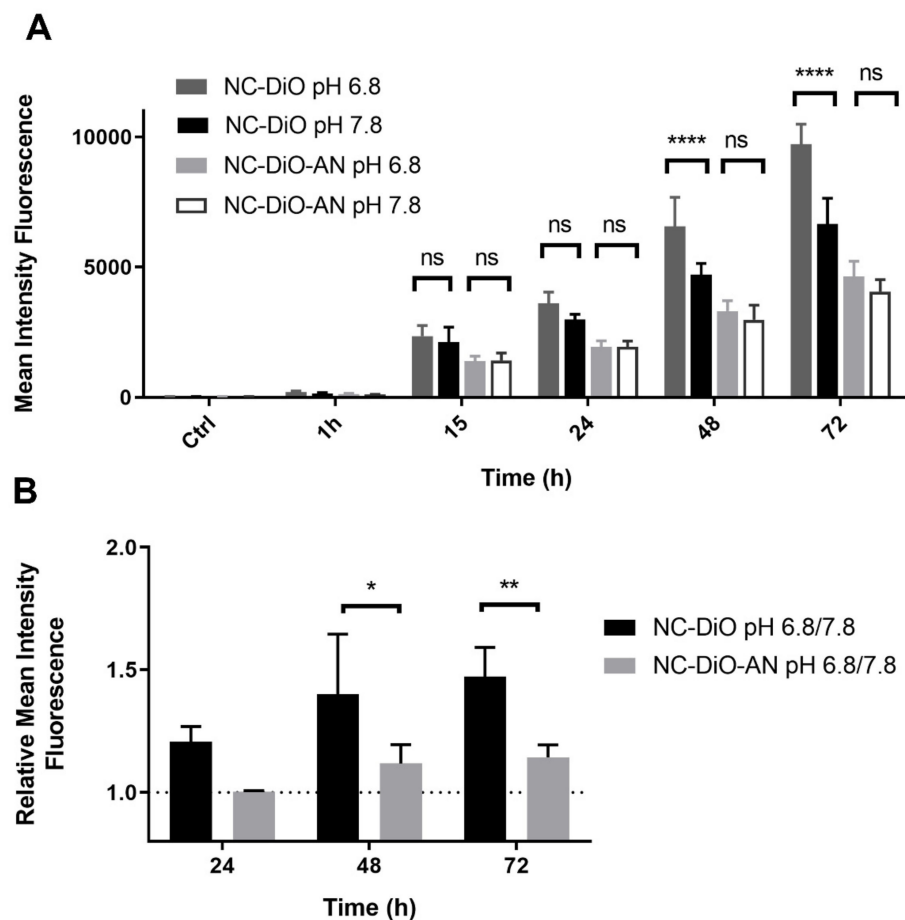 A
NC-DiO pH 6.8
NC-DiO pH 7.8
NC-DiO-AN pH 6.8
NC-DiO-AN pH 7.8
Mean Intensity Fluorescence
10000
5000
0
ns ns
ns ns
**** ns
**** ns
Ctrl 1h 15 24 48 72
Time (h)
B
Relative Mean Intensity
Fluorescence
2.0
1.5
1.0
* **
NC-DiO pH 6.8/7.8
NC-DiO-AN pH 6.8/7.8
24 48 72
Time (h)